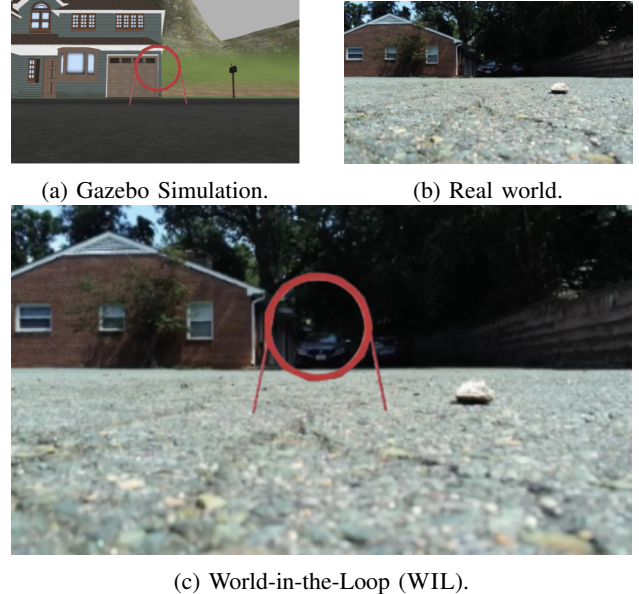 (a) Gazebo Simulation.
(b) Real world.
(c) World-in-the-Loop (WIL).